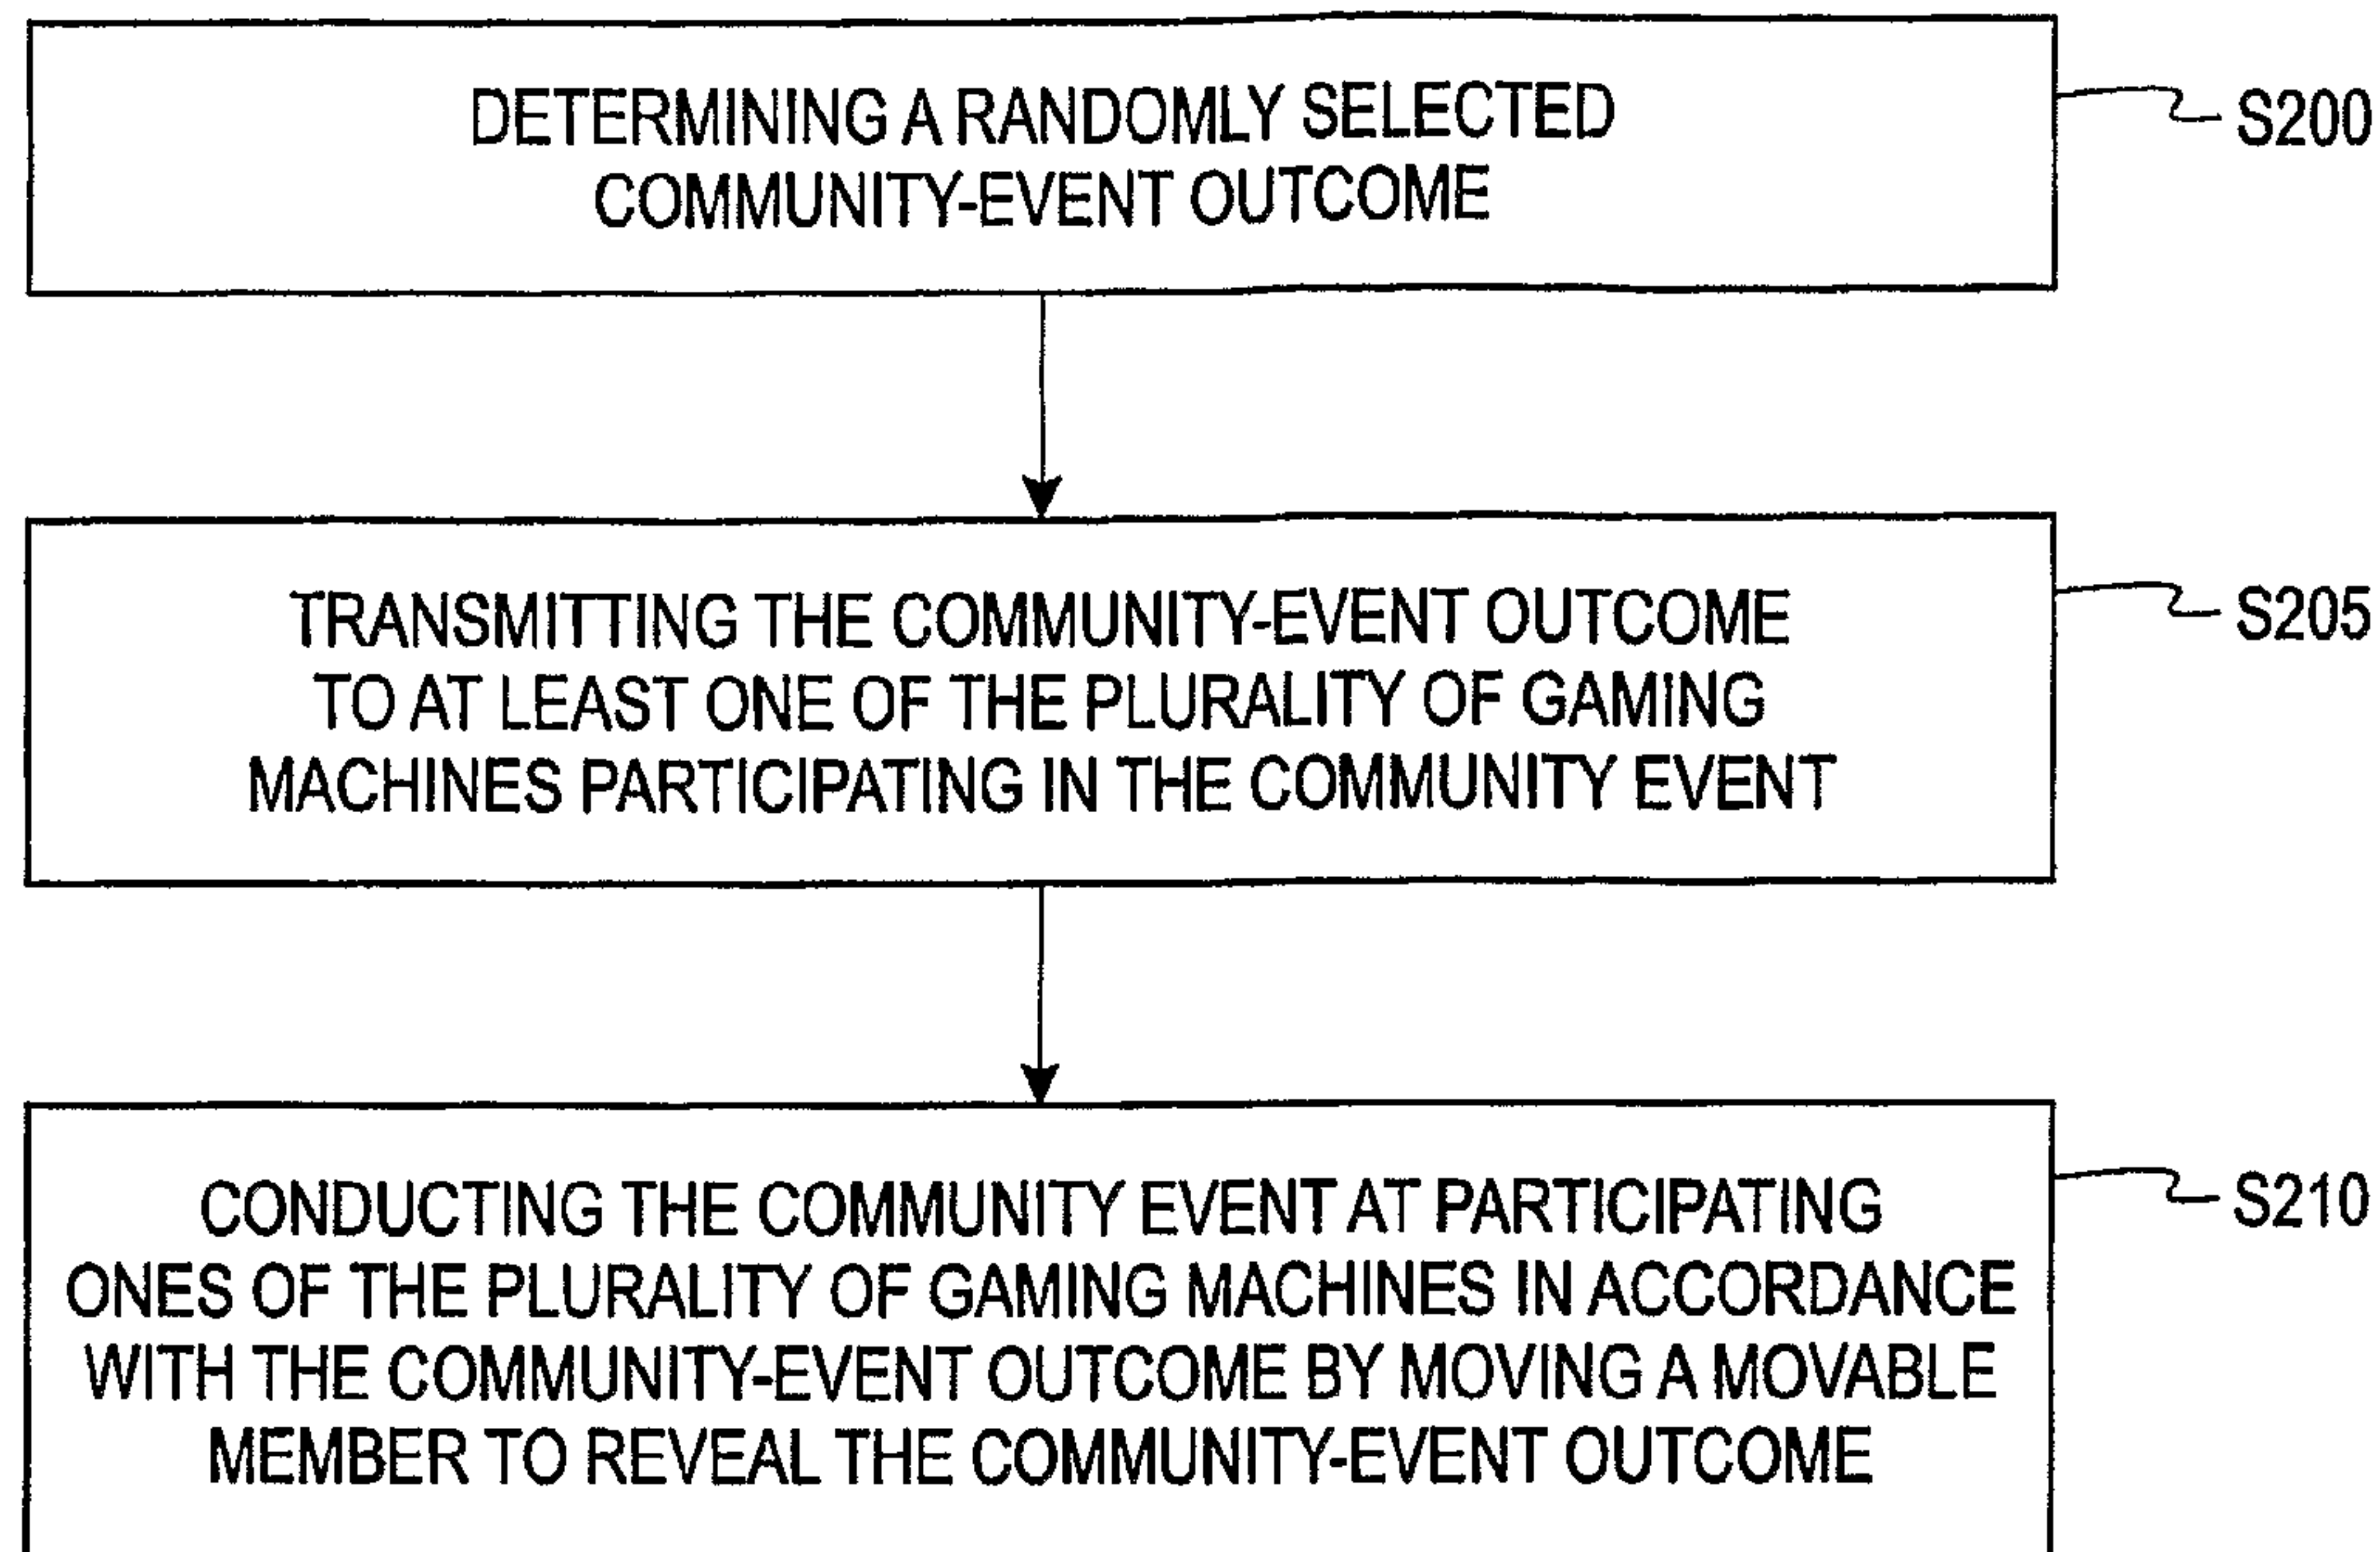 DETERMINING A RANDOMLY SELECTED
COMMUNITY-EVENT OUTCOME
S200
TRANSMITTING THE COMMUNITY-EVENT OUTCOME
TO AT LEAST ONE OF THE PLURALITY OF GAMING
MACHINES PARTICIPATING IN THE COMMUNITY EVENT
S205
CONDUCTING THE COMMUNITY EVENT AT PARTICIPATING
ONES OF THE PLURALITY OF GAMING MACHINES IN ACCORDANCE
WITH THE COMMUNITY-EVENT OUTCOME BY MOVING A MOVABLE
MEMBER TO REVEAL THE COMMUNITY-EVENT OUTCOME
S210